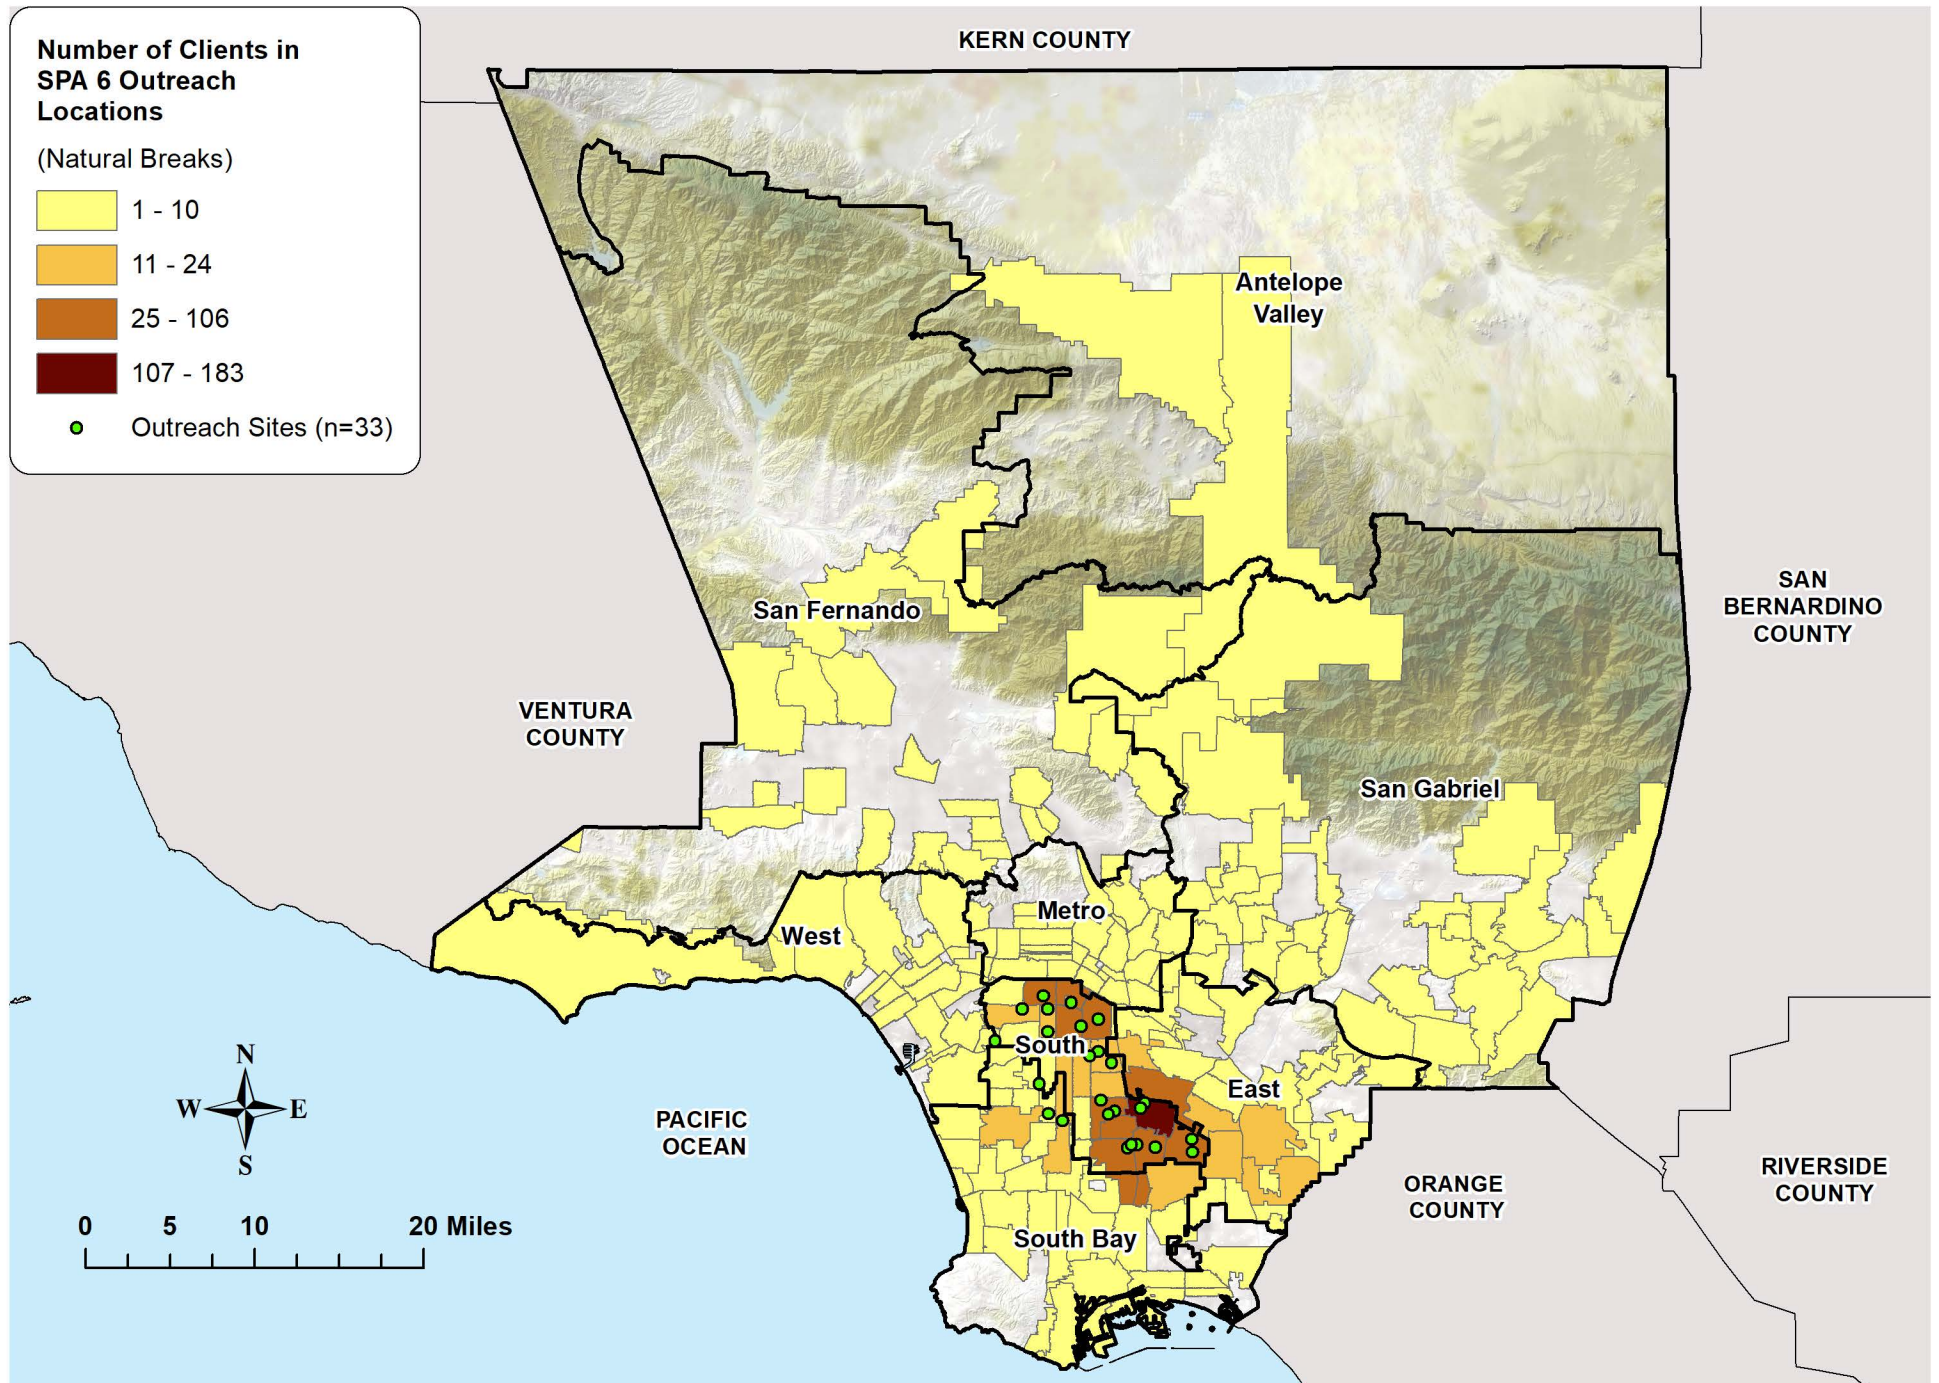 Number of Clients in
SPA 6 Outreach
Locations
(Natural Breaks)
1 - 10
11 - 24
25 - 106
107 - 183
Outreach Sites (n=33)
KERN COUNTY
Antelope
Valley
SAN
BERNARDINO
COUNTY
San Fernando
VENTURA
COUNTY
San Gabriel
Metro
West
South
East
N
W
E
S
PACIFIC
OCEAN
RIVERSIDE
COUNTY
ORANGE
COUNTY
South Bay
0 5 10 20 Miles